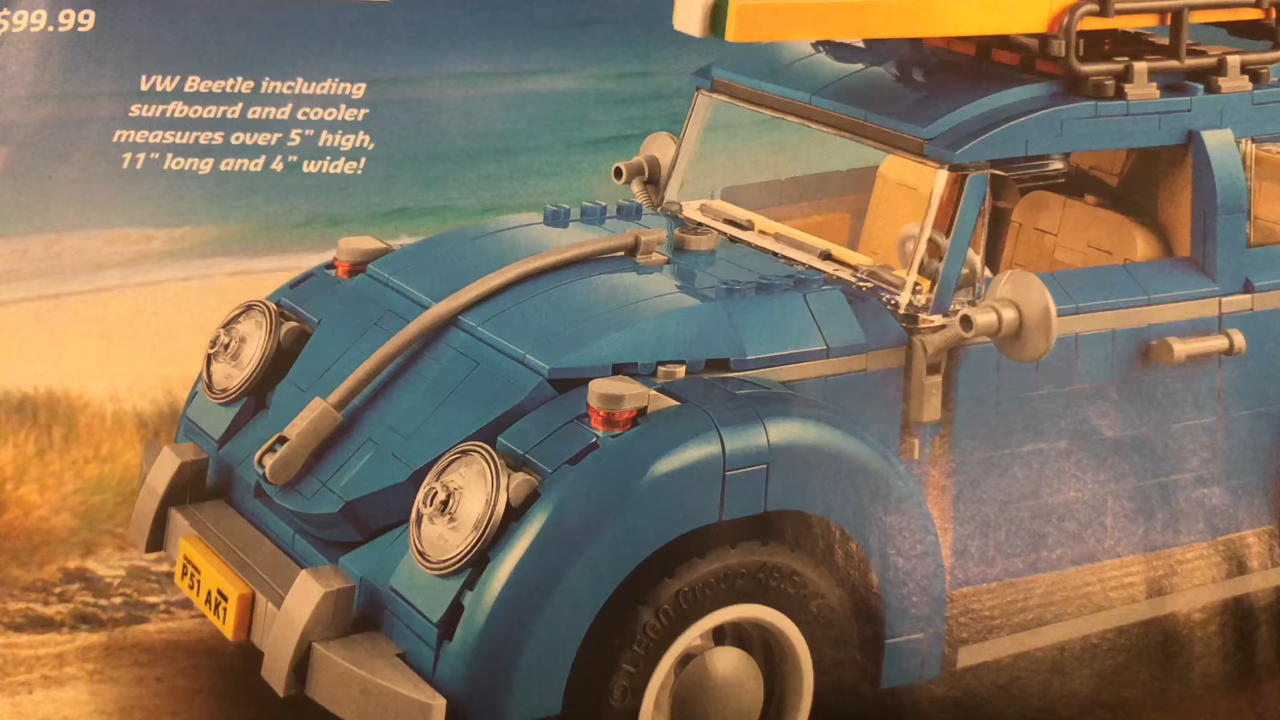 $99.99
VW Beetle including
surfboard and cooler
measures over 5" high,
11" long and 4" wide!
P51 AK1
Group